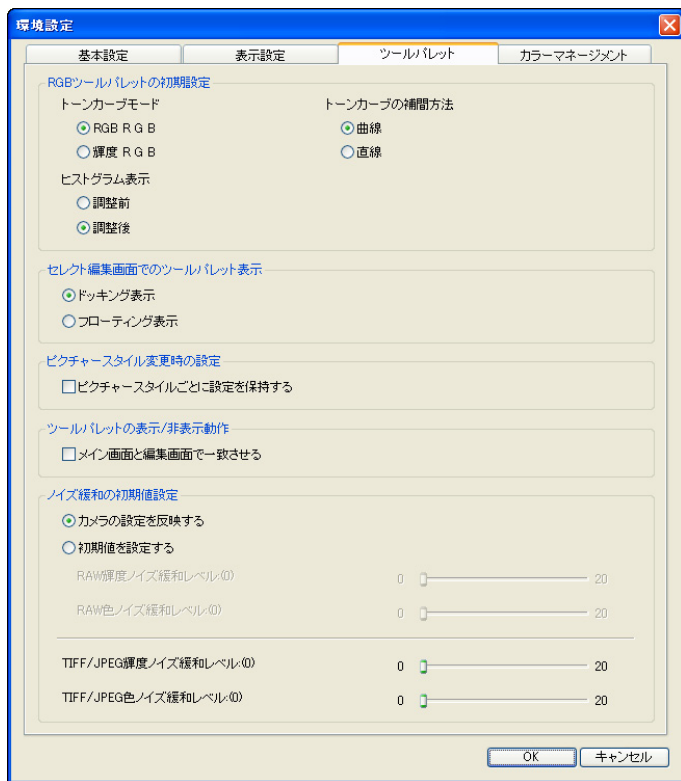 環境設定
基本設定 表示設定 ツールパレット カラーマネージメント
RGBツールパレットの初期設定
トーンカーブモード トーンカーブの補間方法
RGB R G B 曲線
輝度 R G B 直線
ヒストグラム表示
調整前
調整後
セレクト編集画面でのツールパレット表示
ドッキング表示
フローティング表示
ピクチャースタイル変更時の設定
ピクチャースタイルごとに設定を保持する
ツールパレットの表示/非表示動作
メイン画面と編集画面で一致させる
ノイズ緩和の初期値設定
カメラの設定を反映する
初期値を設定する
RAW輝度ノイズ緩和レベル:(0) 0 20
RAW色ノイズ緩和レベル:(0) 0 20
TIFF/JPEG輝度ノイズ緩和レベル:(0) 0 20
TIFF/JPEG色ノイズ緩和レベル:(0) 0 20
OK キャンセル